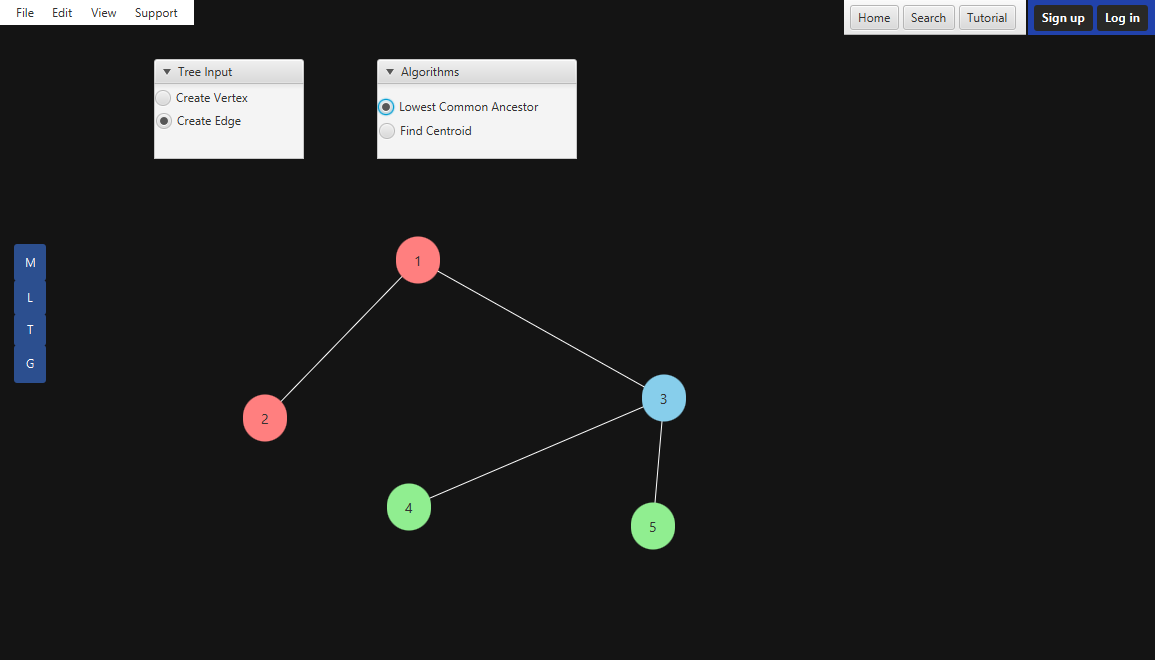 File Edit View Support
Home Search Tutorial Sign up Log in
Tree Input
Create Vertex
Create Edge
Algorithms
Lowest Common Ancestor
Find Centroid
M
L
T
G
1
2
3
4
5